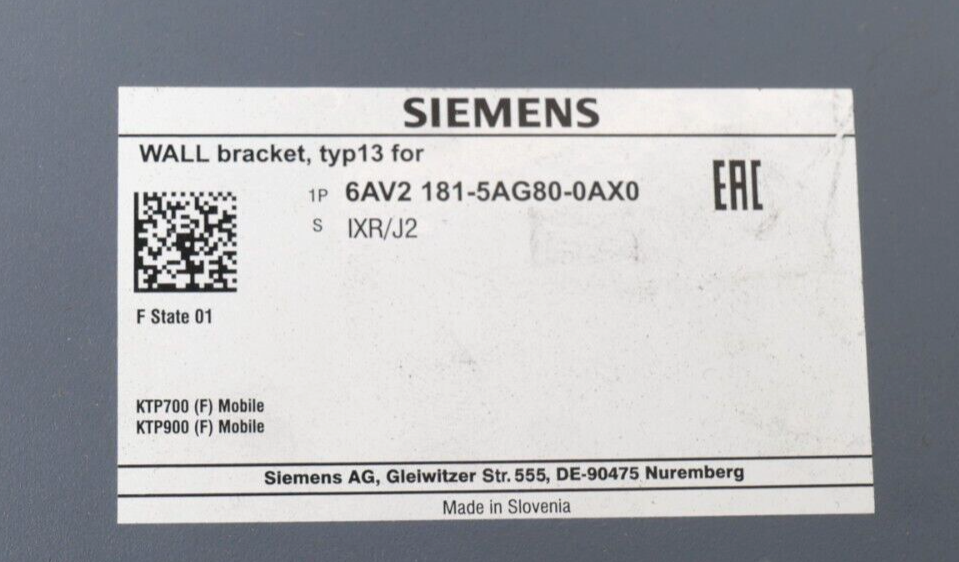 SIEMENS
WALL bracket, typ13 for
1P 6AV2 181-5AG80-0AX0
EAC
S IXR/J2
F State 01
KTP700 (F) Mobile
KTP900 (F) Mobile
Siemens AG, Gleiwitzer Str. 555, DE-90475 Nuremberg
Made in Slovenia